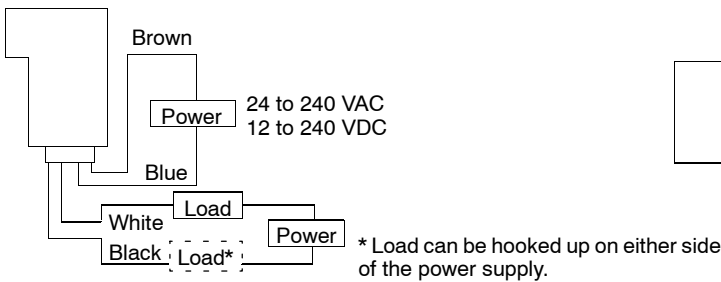 Brown
Power
24 to 240 VAC
12 to 240 VDC
Blue
Load
White
Power
Black
Load*
* Load can be hooked up on either side
of the power supply.